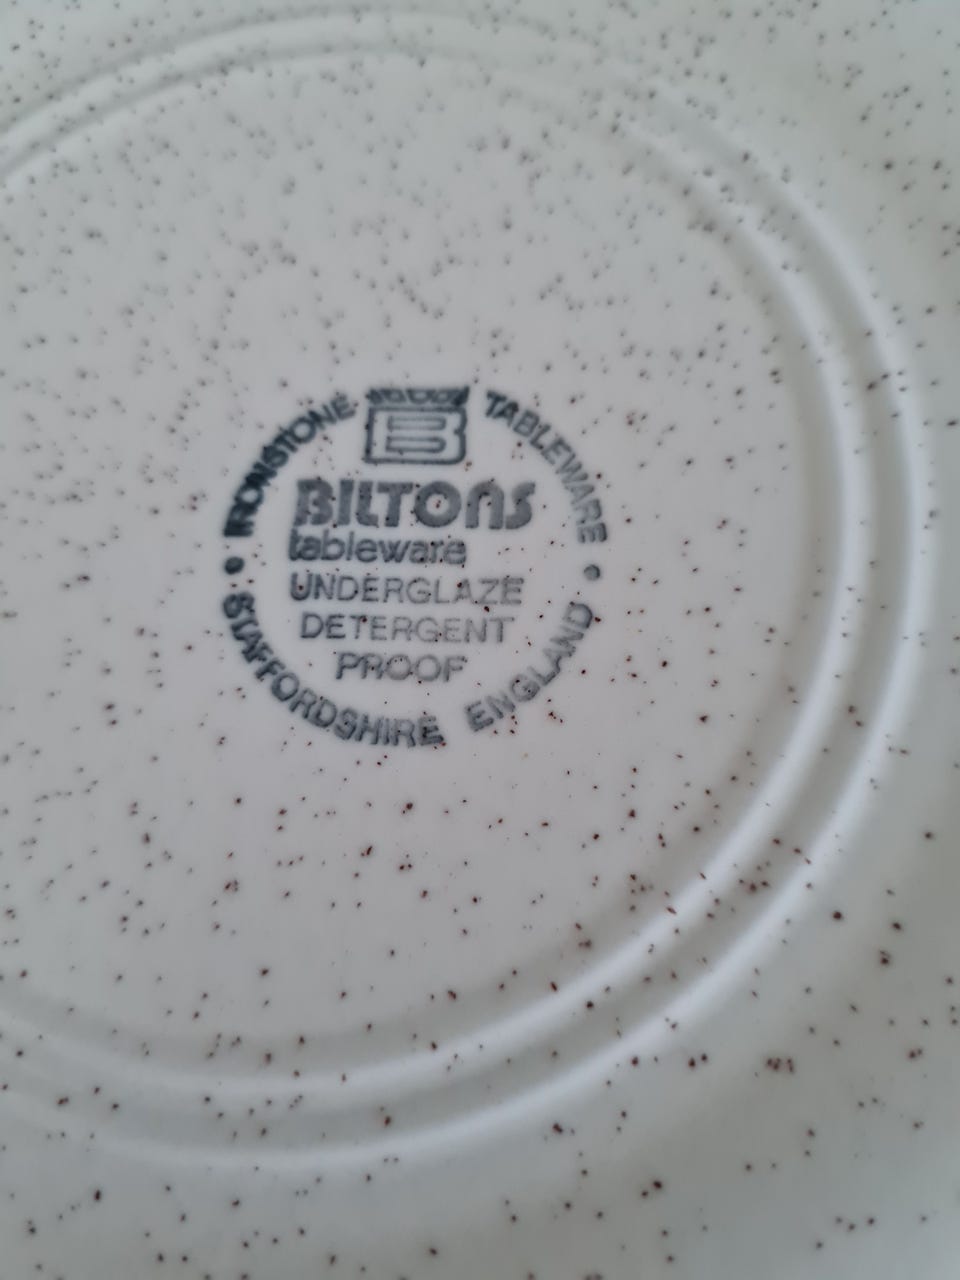 IRONSTONE TABLEWARE
B
BILTONS
tableware
UNDERGLAZE
DETERGENT
PROOF
STAFFORDSHIRE ENGLAND